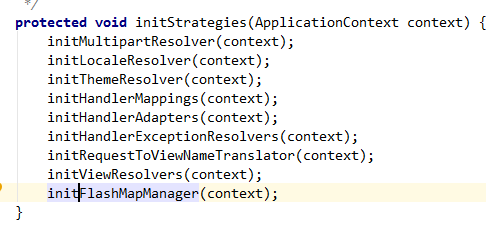 */
protected void initStrategies(ApplicationContext context) {
initMultipartResolver(context);
initLocaleResolver(context);
initThemeResolver(context);
initHandlerMappings(context);
initHandlerAdapters(context);
initHandlerExceptionResolvers(context);
initRequestToViewNameTranslator(context);
initViewResolvers(context);
initFlashMapManager(context);
}